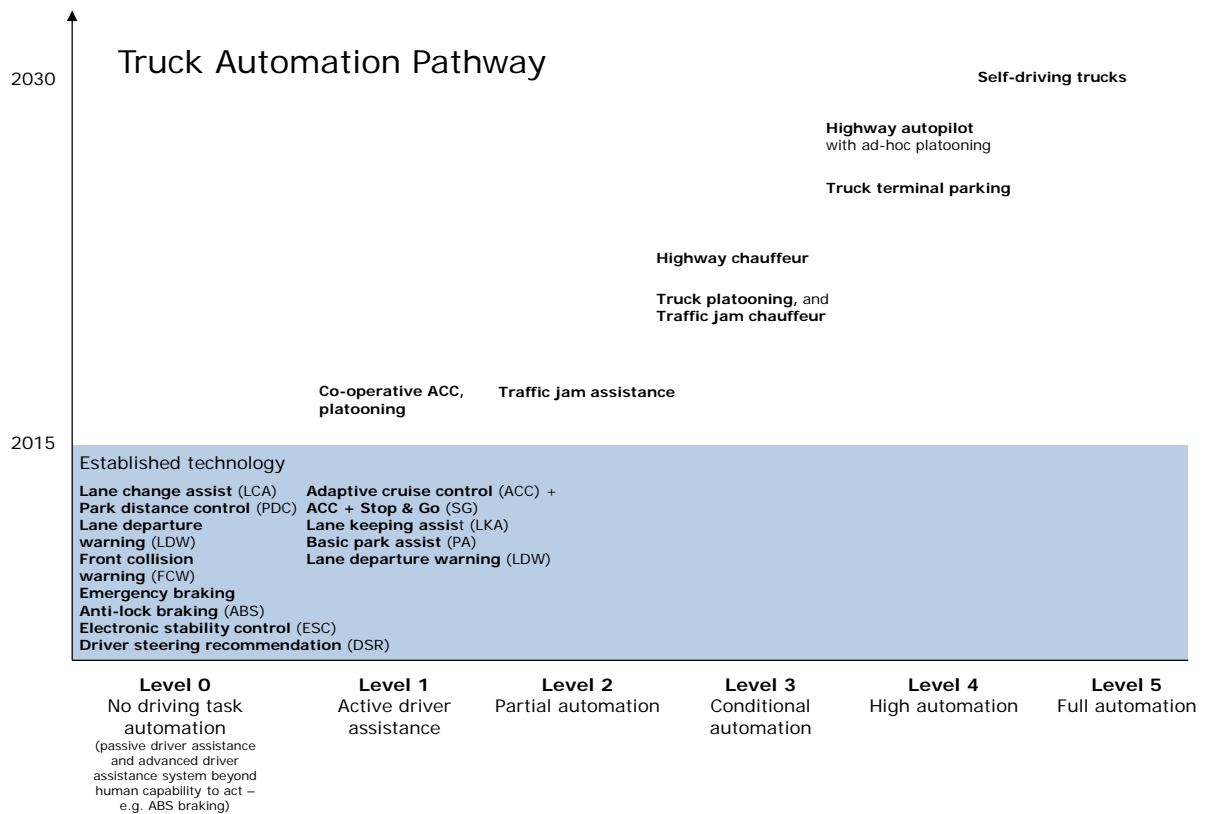 Truck Automation Pathway
2030
Self-driving trucks
Highway autopilot
with ad-hoc platooning
Truck terminal parking
Highway chauffeur
Truck platooning, and
Traffic jam chauffeur
Co-operative ACC,
platooning
Traffic jam assistance
2015
Established technology
Lane change assist (LCA)
Park distance control (PDC)
Lane departure
warning (LDW)
Front collision
warning (FCW)
Emergency braking
Anti-lock braking (ABS)
Electronic stability control (ESC)
Driver steering recommendation (DSR)
Adaptive cruise control (ACC) +
ACC + Stop & Go (SG)
Lane keeping assist (LKA)
Basic park assist (PA)
Lane departure warning (LDW)
Level 0
No driving task
automation
(passive driver assistance
and advanced driver
assistance system beyond
human capability to act –
e.g. ABS braking)
Level 1
Active driver
assistance
Level 2
Partial automation
Level 3
Conditional
automation
Level 4
High automation
Level 5
Full automation